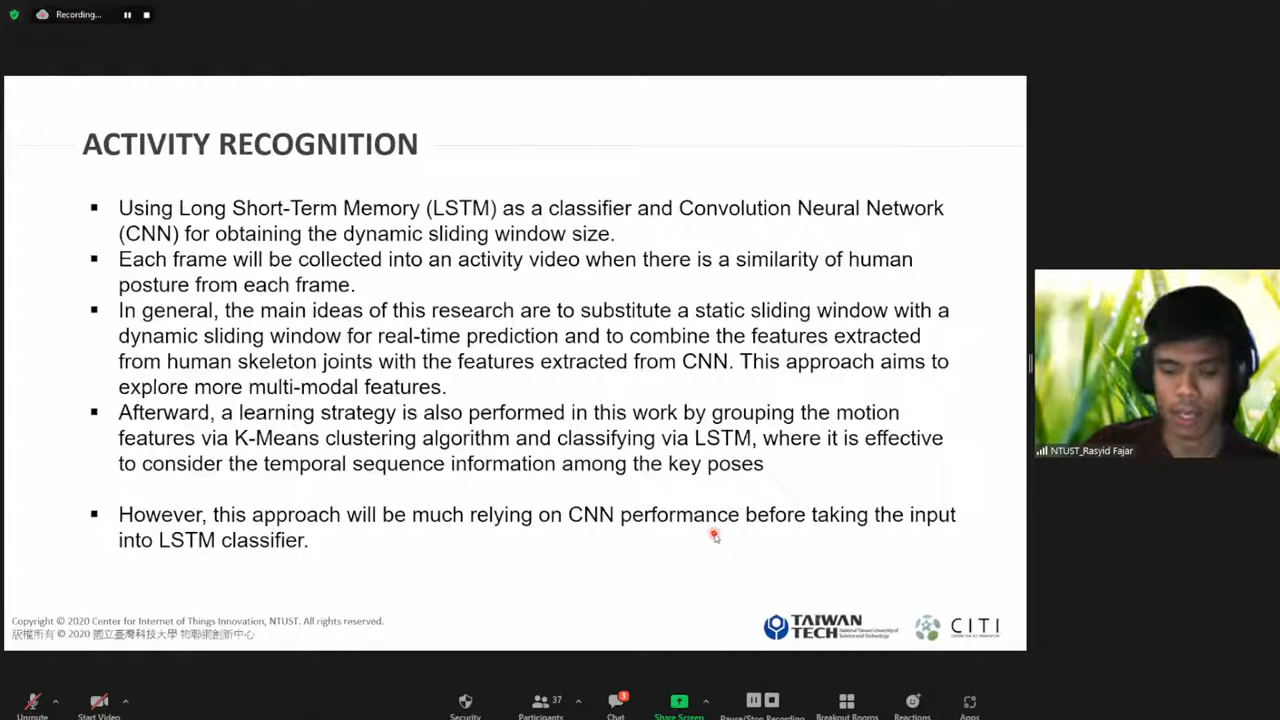 Recording...
ACTIVITY RECOGNITION
▪ Using Long Short-Term Memory (LSTM) as a classifier and Convolution Neural Network
(CNN) for obtaining the dynamic sliding window size.
▪ Each frame will be collected into an activity video when there is a similarity of human
posture from each frame.
▪ In general, the main ideas of this research are to substitute a static sliding window with a
dynamic sliding window for real-time prediction and to combine the features extracted
from human skeleton joints with the features extracted from CNN. This approach aims to
explore more multi-modal features.
▪ Afterward, a learning strategy is also performed in this work by grouping the motion
features via K-Means clustering algorithm and classifying via LSTM, where it is effective
to consider the temporal sequence information among the key poses
▪ However, this approach will be much relying on CNN performance before taking the input
into LSTM classifier.
NTUST_Rasyid Fajar
Copyright © 2020 Center for Internet of Things Innovation, NTUST. All rights reserved.
版權所有 © 2020 國立臺灣科技大學 物聯網創新中心
TAIWAN
TECH
National Taiwan University of
Science and Technology
CITI
Unmute
Start Video
Security
Participants
37
Chat
3
Share Screen
Pause/Stop Recording
Breakout Rooms
Reactions
Apps